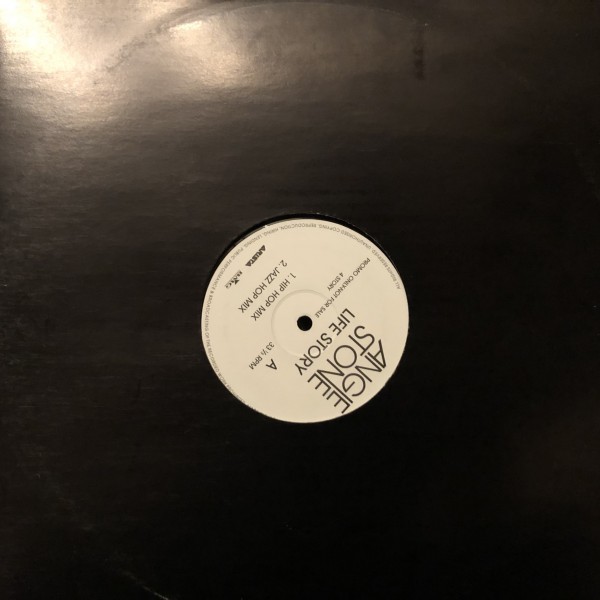 ANGIE
STONE
LIFE STORY
PROMO ONLY-NOT FOR SALE
4 STORY
A
33 ⅓ RPM
1. HIP HOP MIX
2. JAZZ HOP MIX
ARISTA
BMG